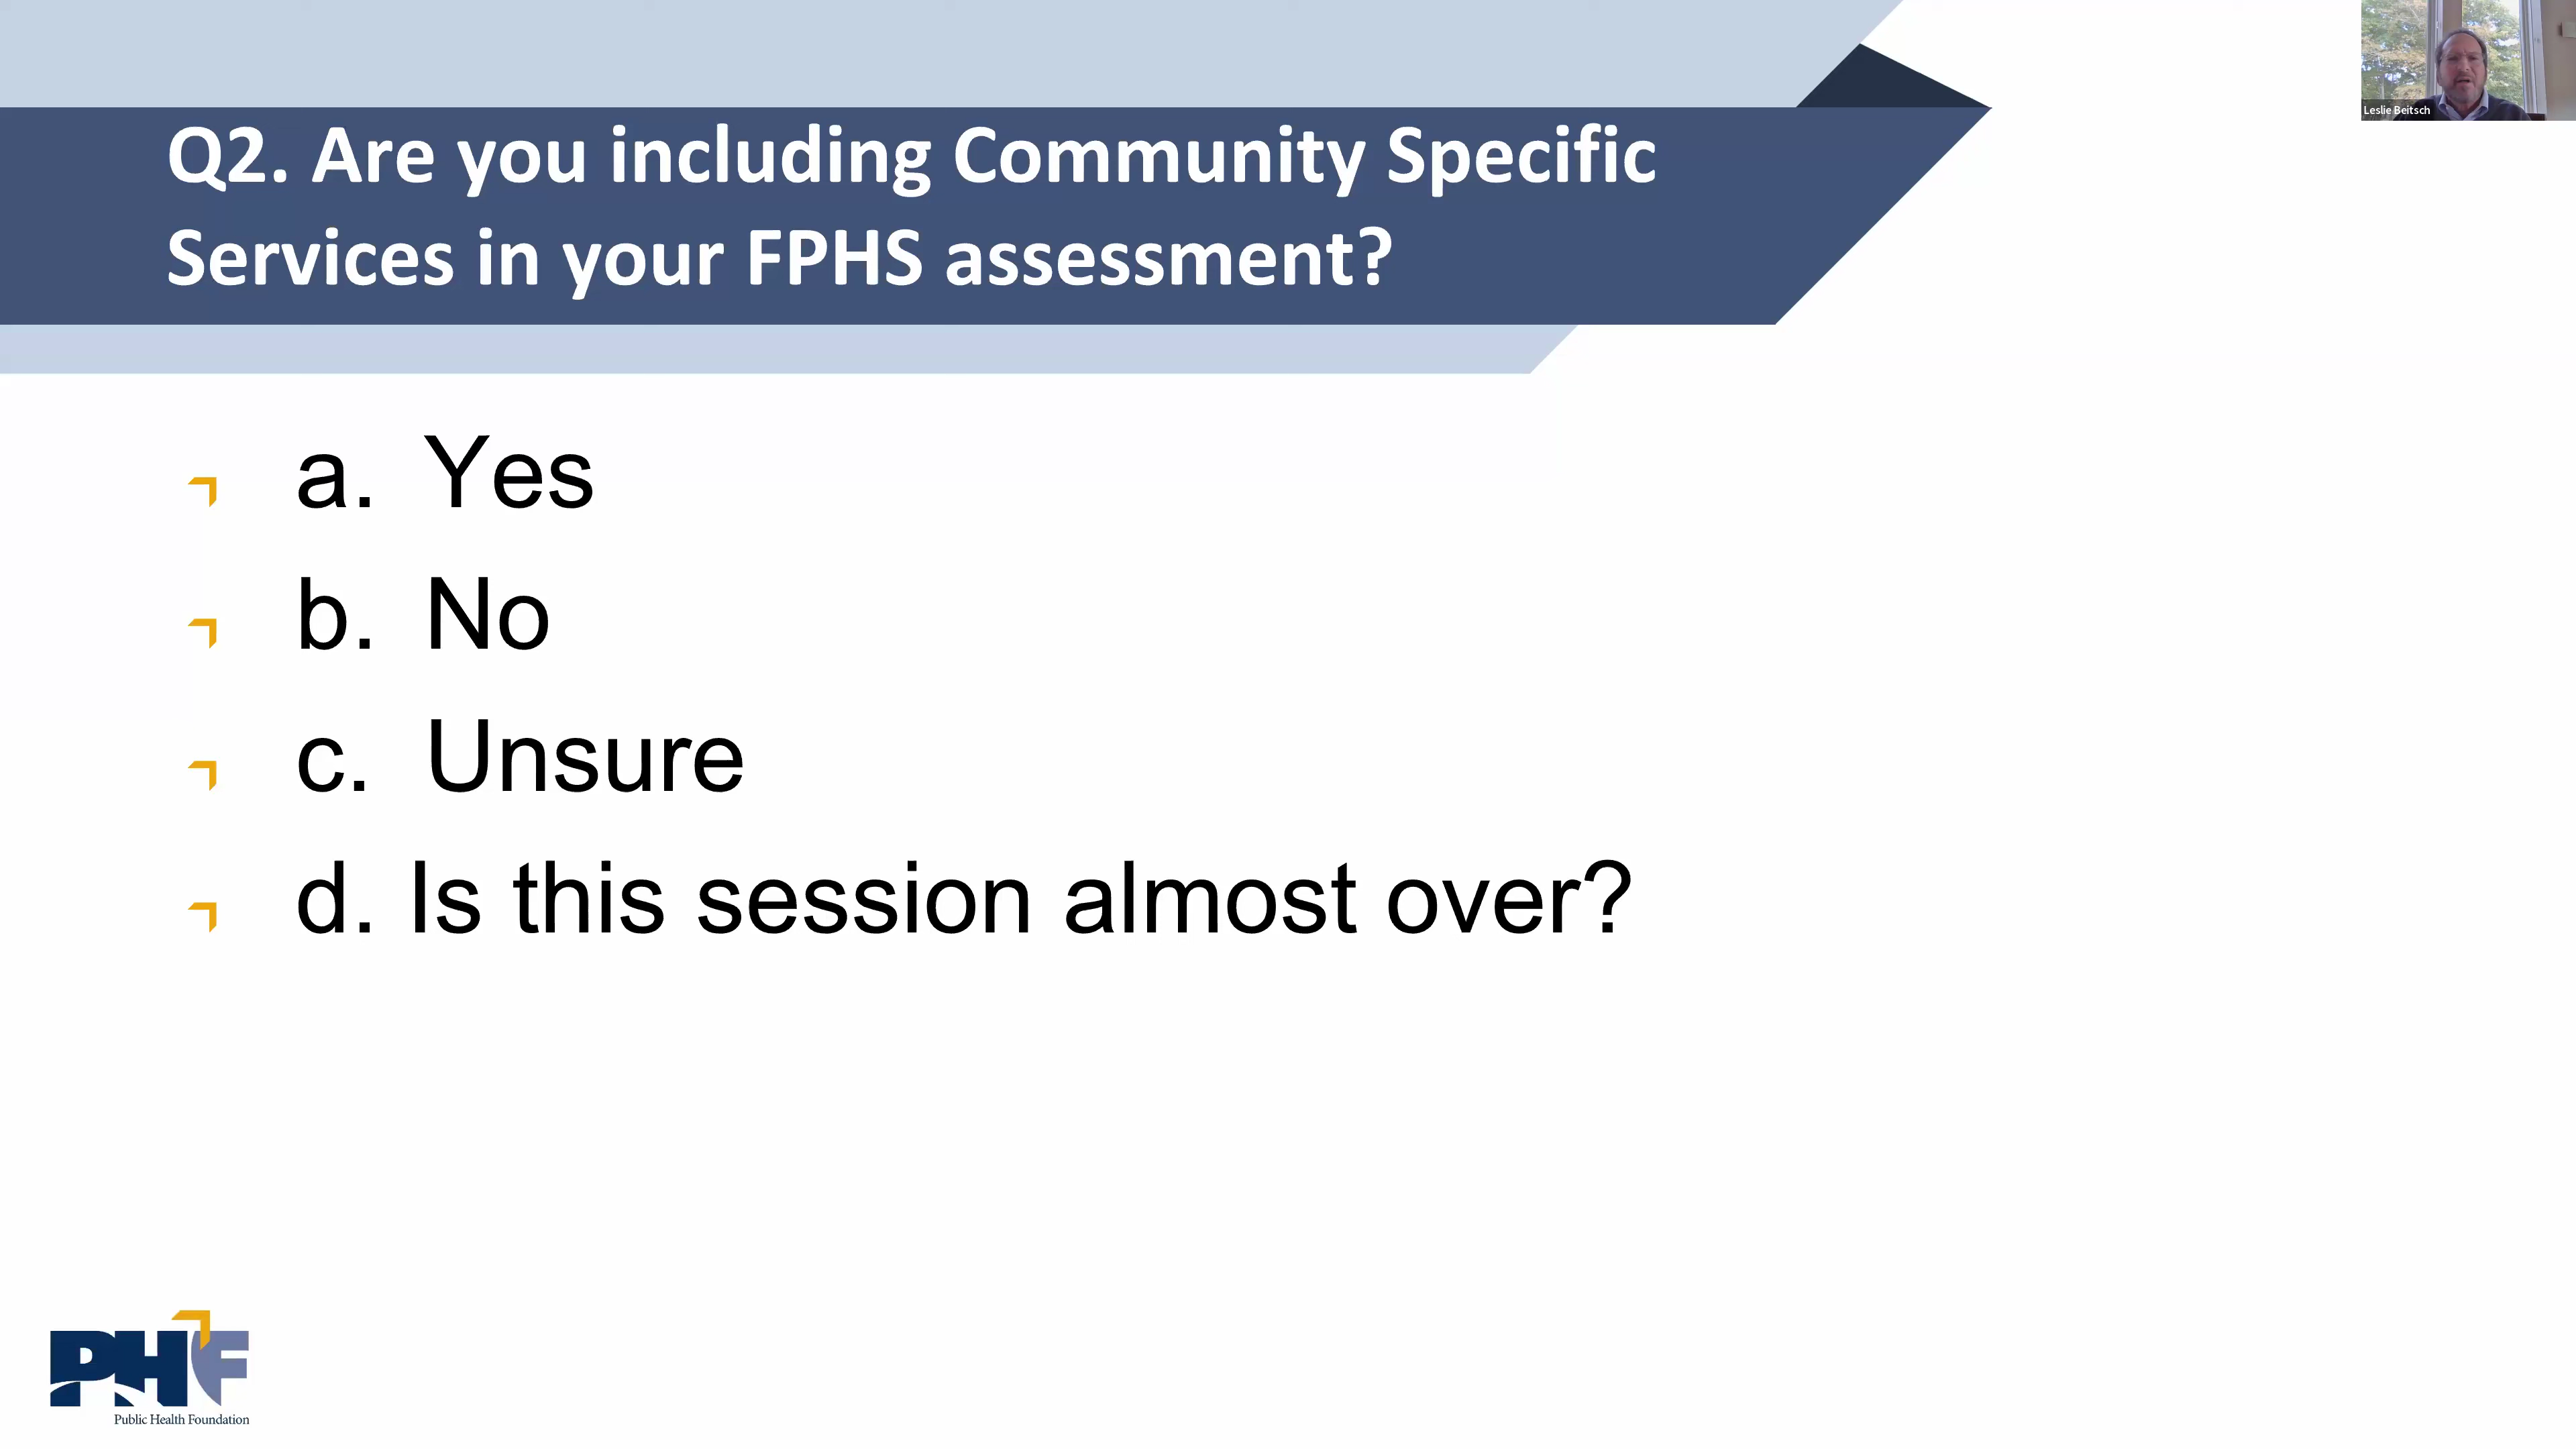 Leslie Beitsch
Q2. Are you including Community Specific
Services in your FPHS assessment?
a. Yes
b. No
c. Unsure
d. Is this session almost over?
PHF
Public Health Foundation